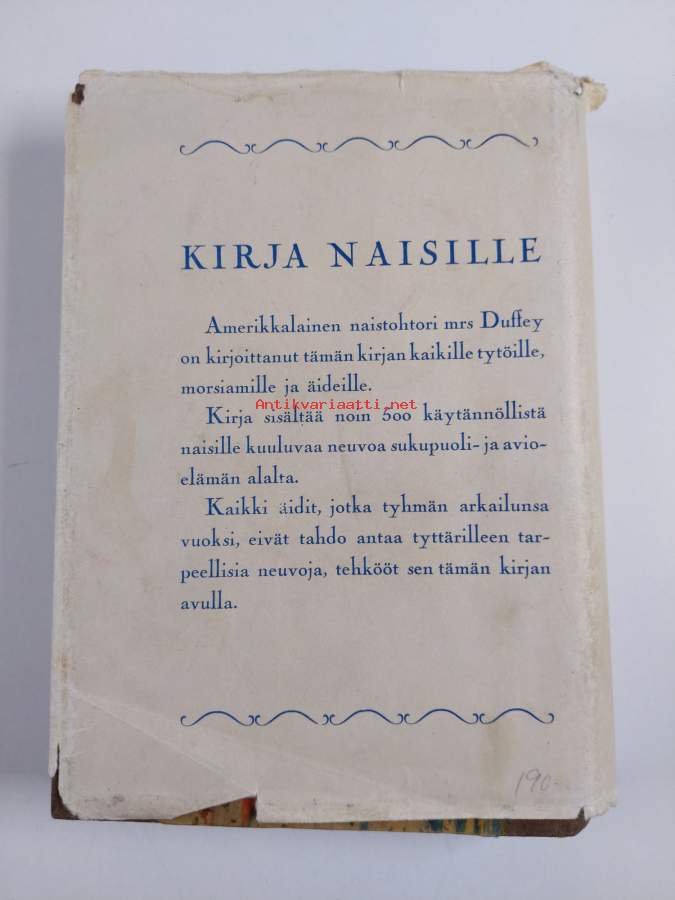 KIRJA NAISILLE
Amerikkalainen naistohtori mrs Duffey
on kirjoittanut tämän kirjan kaikille tytöille,
morsiamille ja äideille.
Antikvariaatti.net
Kirja sisältää noin 500 käytännöllistä
naisille kuuluvaa neuvoa sukupuoli- ja avio-
elämän alalta.
Kaikki äidit, jotka tyhmän arkailunsa
vuoksi, eivät tahdo antaa tyttärilleen tar-
peellisia neuvoja, tehkööt sen tämän kirjan
avulla.
190-